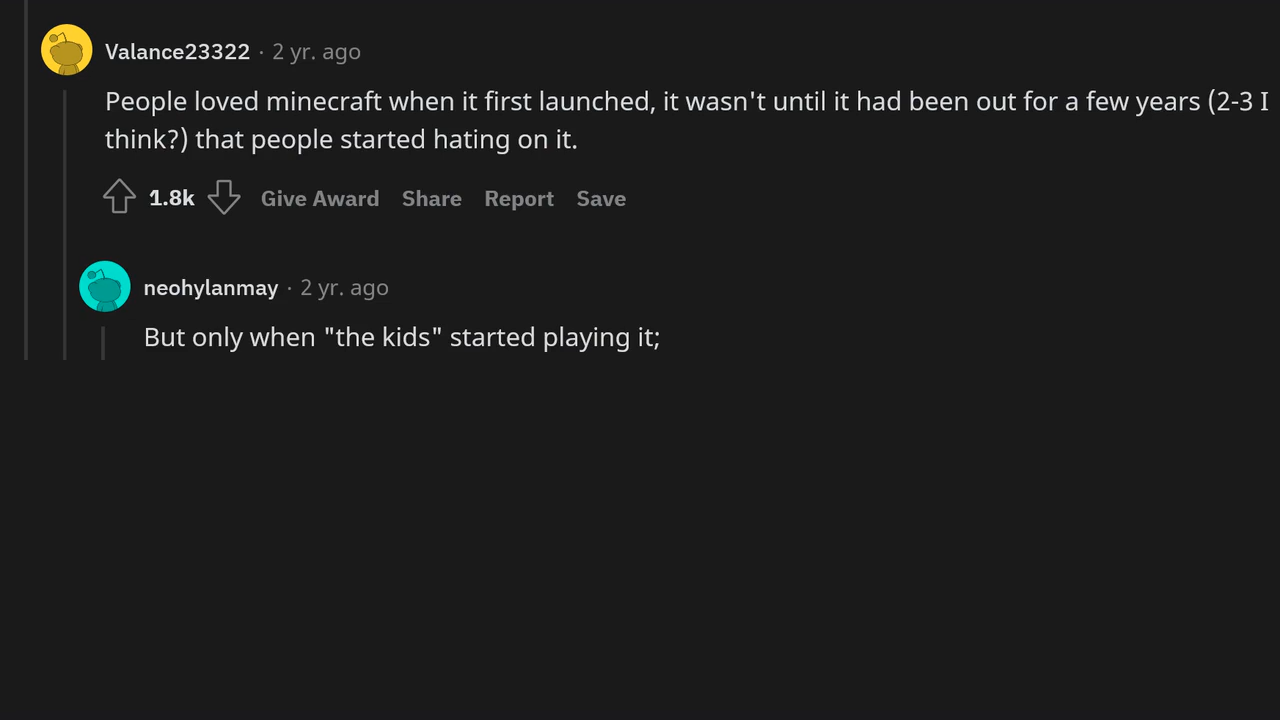 Valance23322 · 2 yr. ago
People loved minecraft when it first launched, it wasn't until it had been out for a few years (2-3 I
think?) that people started hating on it.
1.8k Give Award Share Report Save
neohylanmay · 2 yr. ago
But only when "the kids" started playing it;